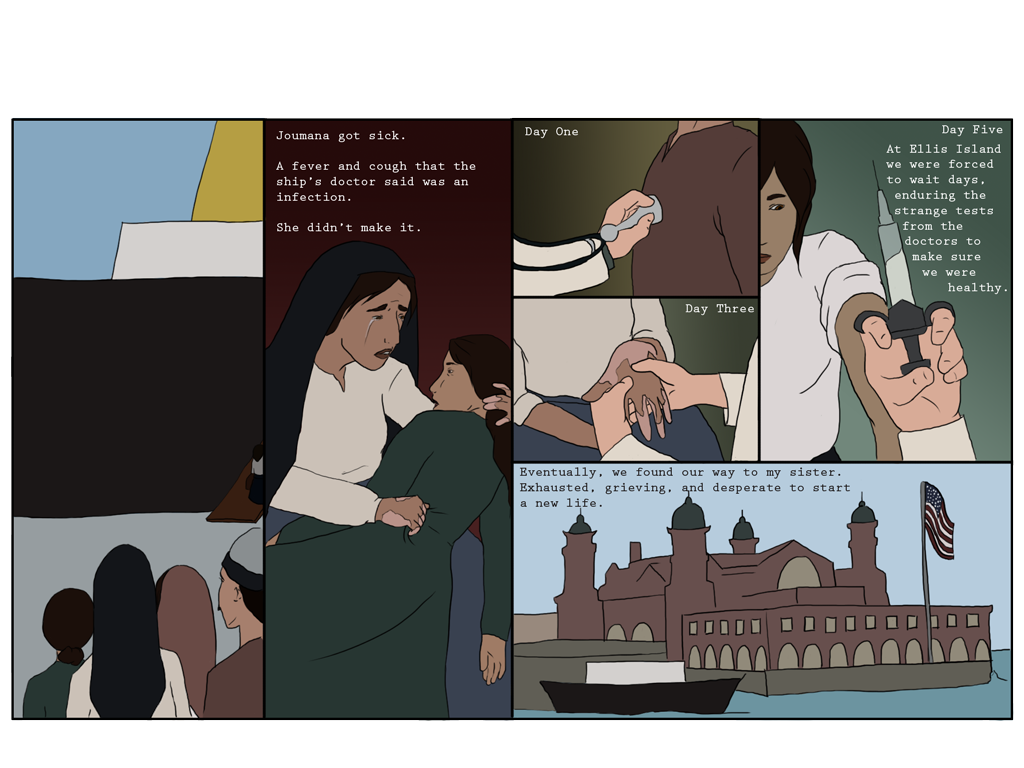 Joumana got sick.
A fever and cough that the
ship's doctor said was an
infection.
She didn't make it.
Day One
Day Three
Day Five
At Ellis Island
we were forced
to wait days,
enduring the
strange tests
from the
doctors to
make sure
we were
healthy.
Eventually, we found our way to my sister.
Exhausted, grieving, and desperate to start
a new life.